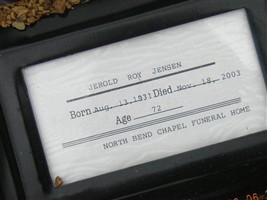 JEROLD ROY JENSEN
Born Aug. 13, 1931 Died Nov. 18, 2003
Age 72
NORTH BEND CHAPEL FUNERAL HOME